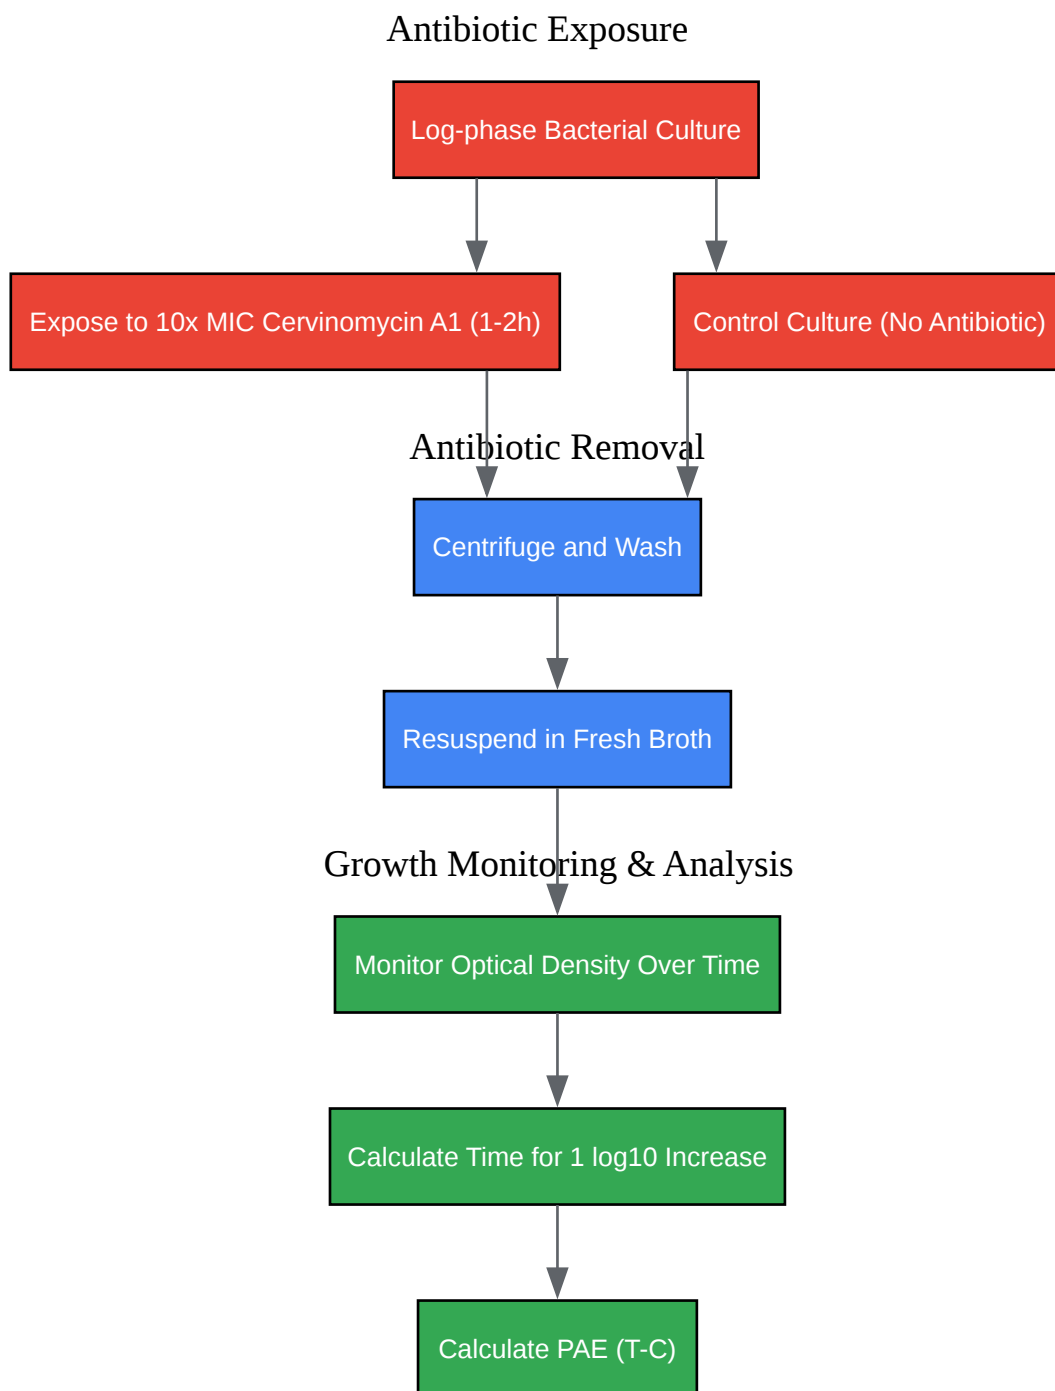 Antibiotic Exposure
Log-phase Bacterial Culture
Expose to 10x MIC Cervinomycin A1 (1-2h)
Control Culture (No Antibiotic)
Antibiotic Removal
Centrifuge and Wash
Resuspend in Fresh Broth
Growth Monitoring & Analysis
Monitor Optical Density Over Time
Calculate Time for 1 log10 Increase
Calculate PAE (T-C)